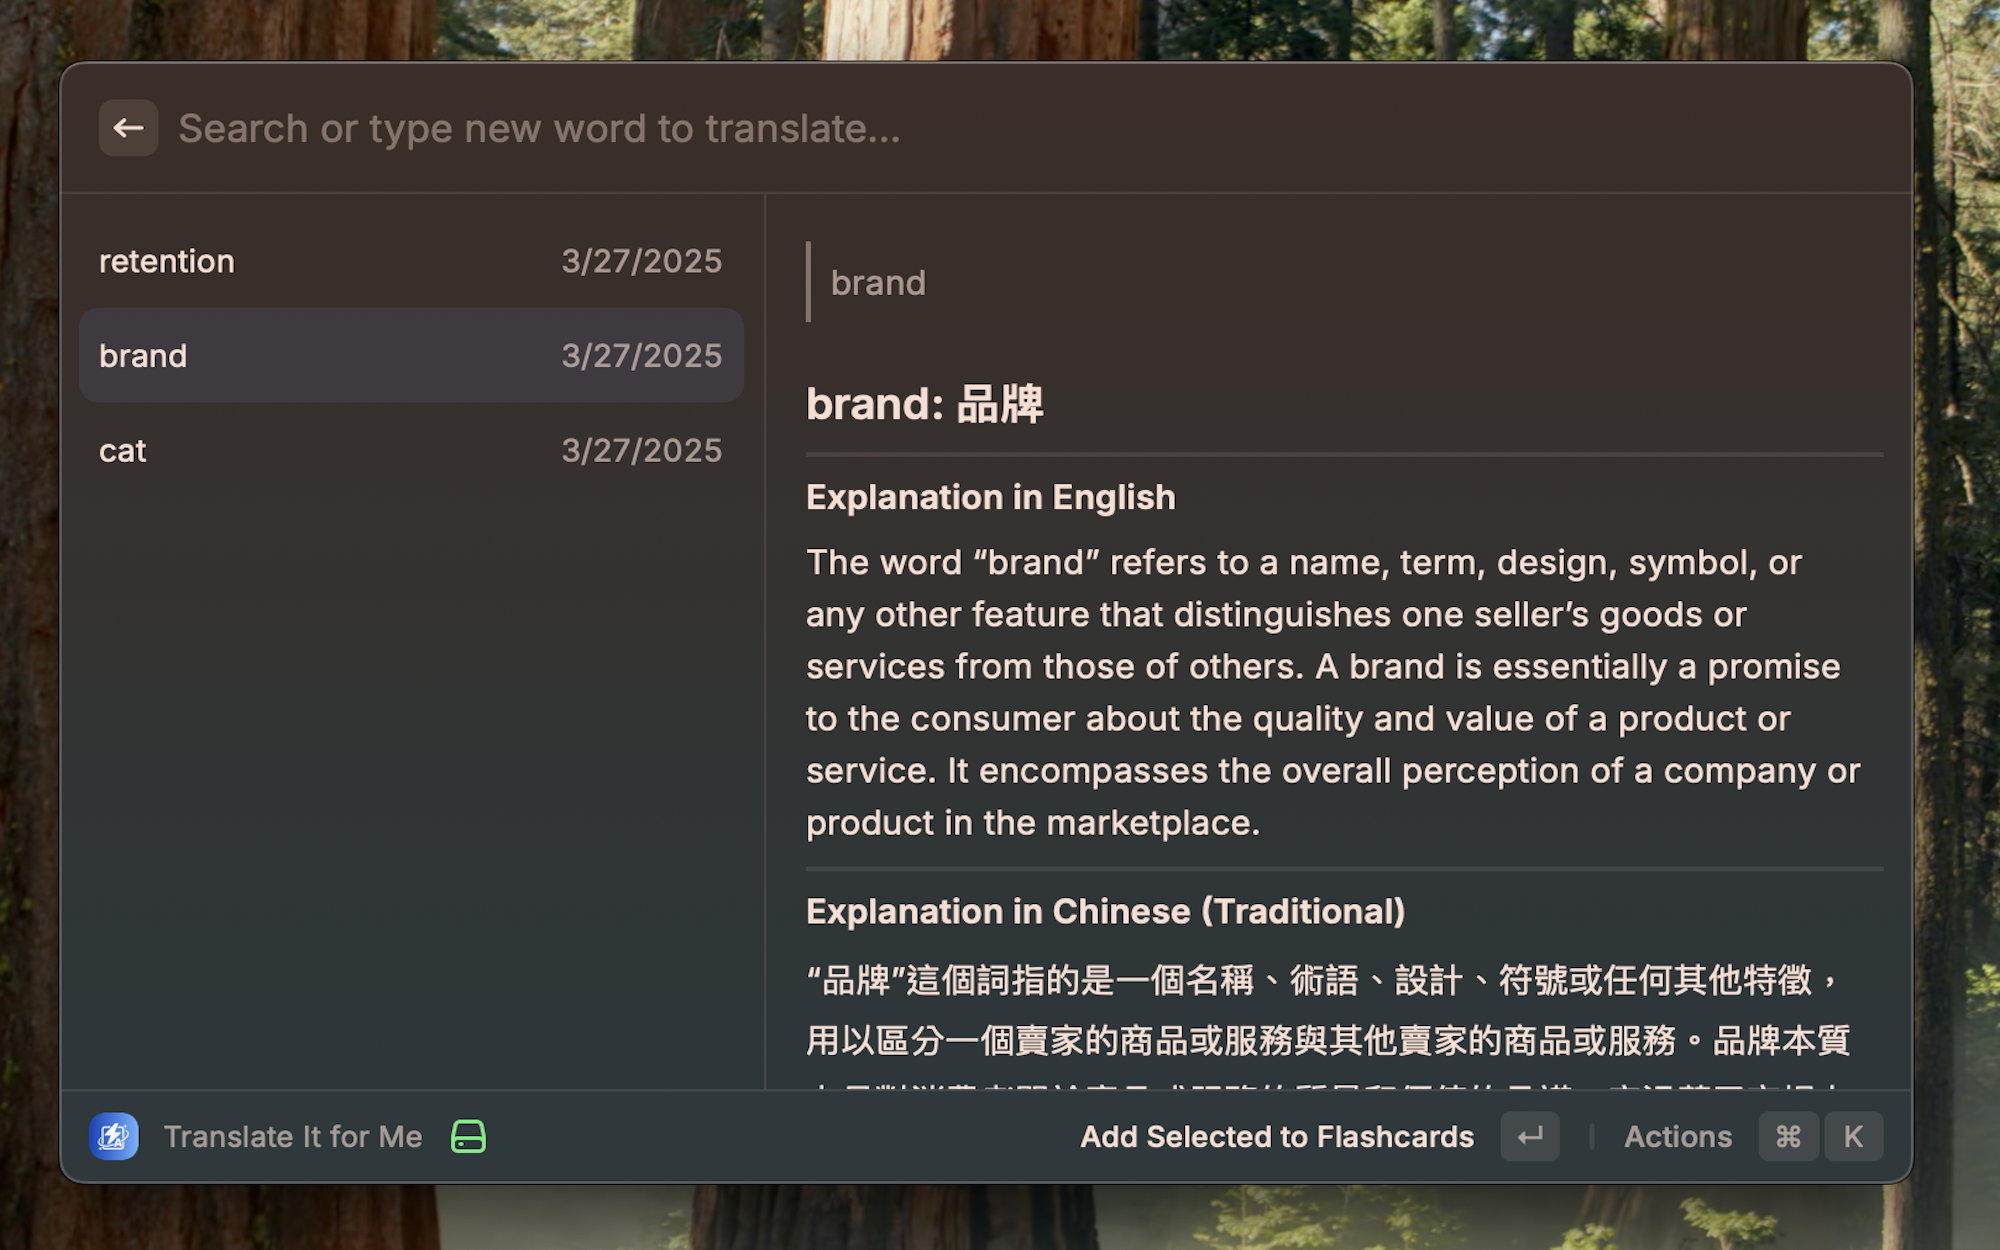 Search or type new word to translate...
retention 3/27/2025
brand 3/27/2025
cat 3/27/2025
brand
brand: 品牌
Explanation in English
The word “brand” refers to a name, term, design, symbol, or
any other feature that distinguishes one seller’s goods or
services from those of others. A brand is essentially a promise
to the consumer about the quality and value of a product or
service. It encompasses the overall perception of a company or
product in the marketplace.
Explanation in Chinese (Traditional)
“品牌”這個詞指的是一個名稱、術語、設計、符號或任何其他特徵，
用以區分一個賣家的商品或服務與其他賣家的商品或服務。品牌本質
Translate It for Me
Add Selected to Flashcards ↵ Actions ⌘ K